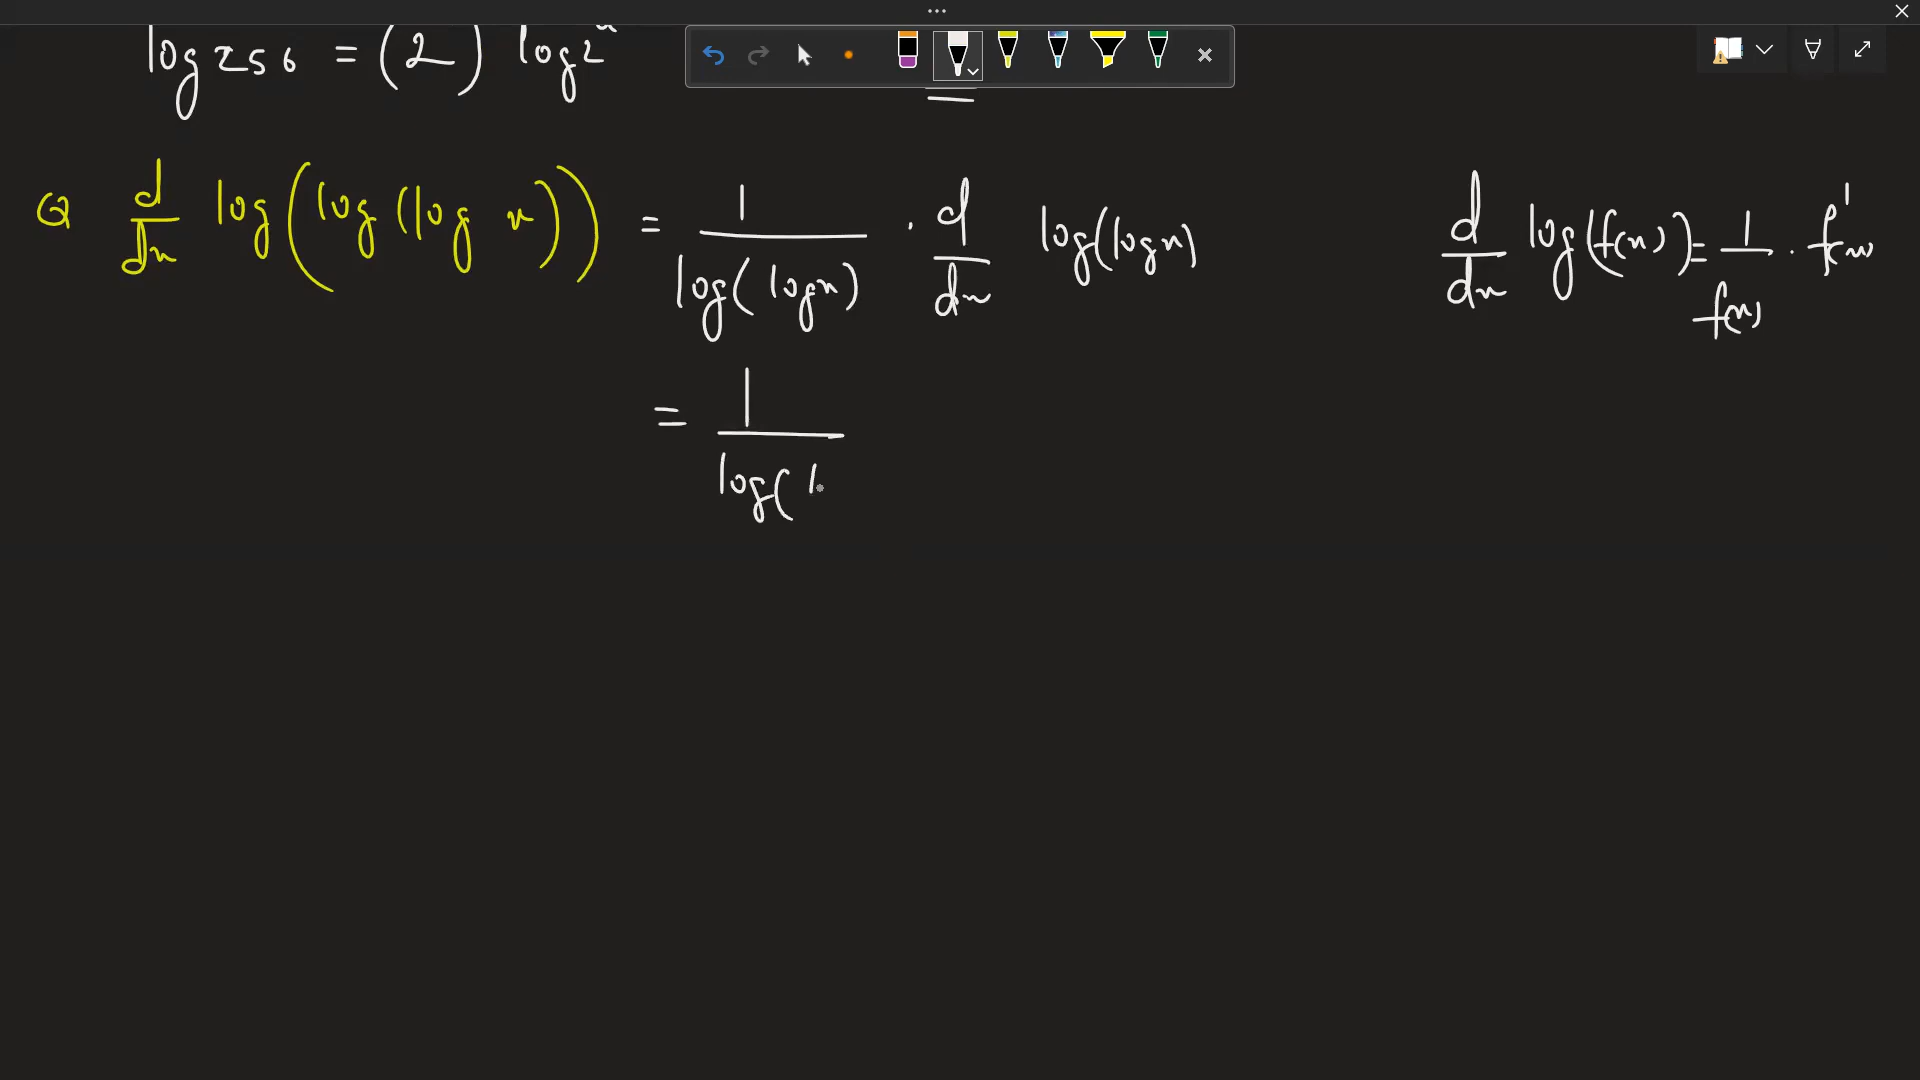 log 256 = (2) log 2
Q d/dx log(log(log x)) = 1/log(log x) · d/dx log(log x)
d/dx log(f(x)) = 1/f(x) · f'(x)
= 1/log(